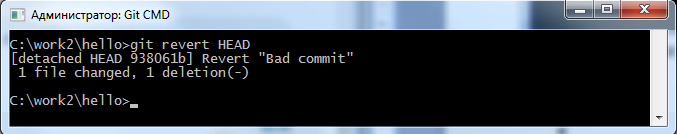 Администратор: Git CMD
C:\work2\hello>git revert HEAD
[detached HEAD 938061b] Revert "Bad commit"
 1 file changed, 1 deletion(-)
C:\work2\hello>